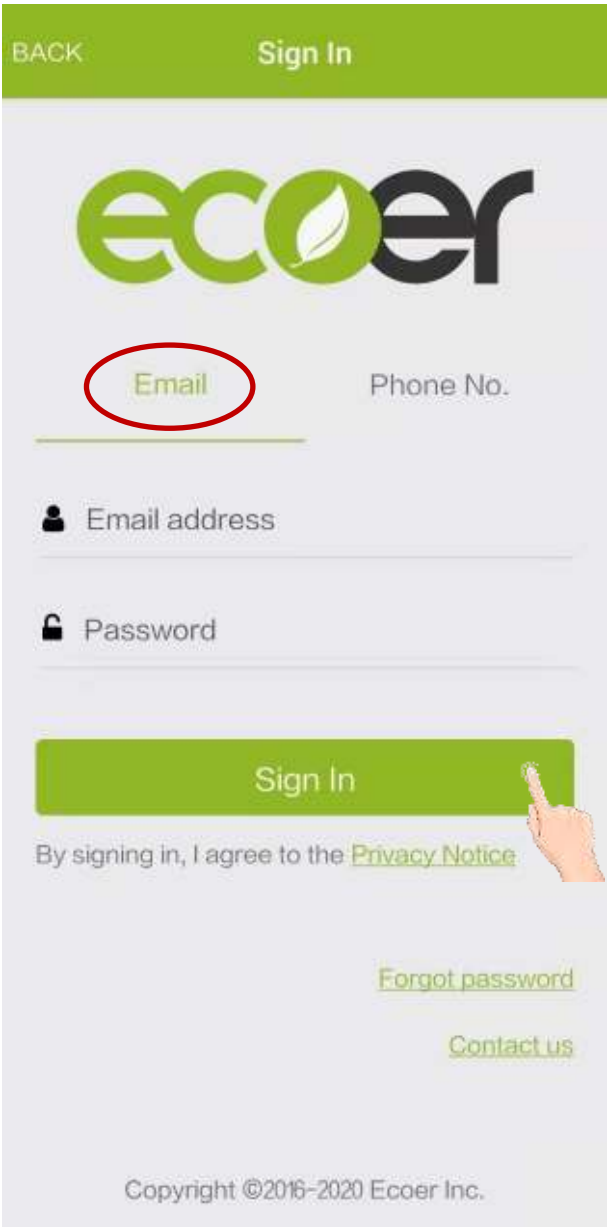 BACK Sign In
ecoer
Email Phone No.
Email address
Password
Sign In
By signing in, I agree to the Privacy Notice
Forgot password
Contact us
Copyright ©2016-2020 Ecoer Inc.